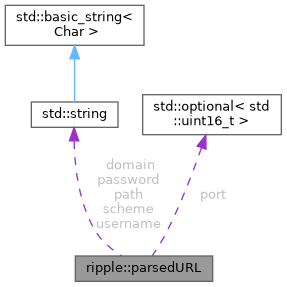 std::basic_string<
Char >
std::string
std::optional< std
::uint16_t >
domain
password
path
scheme
username
port
ripple::parsedURL